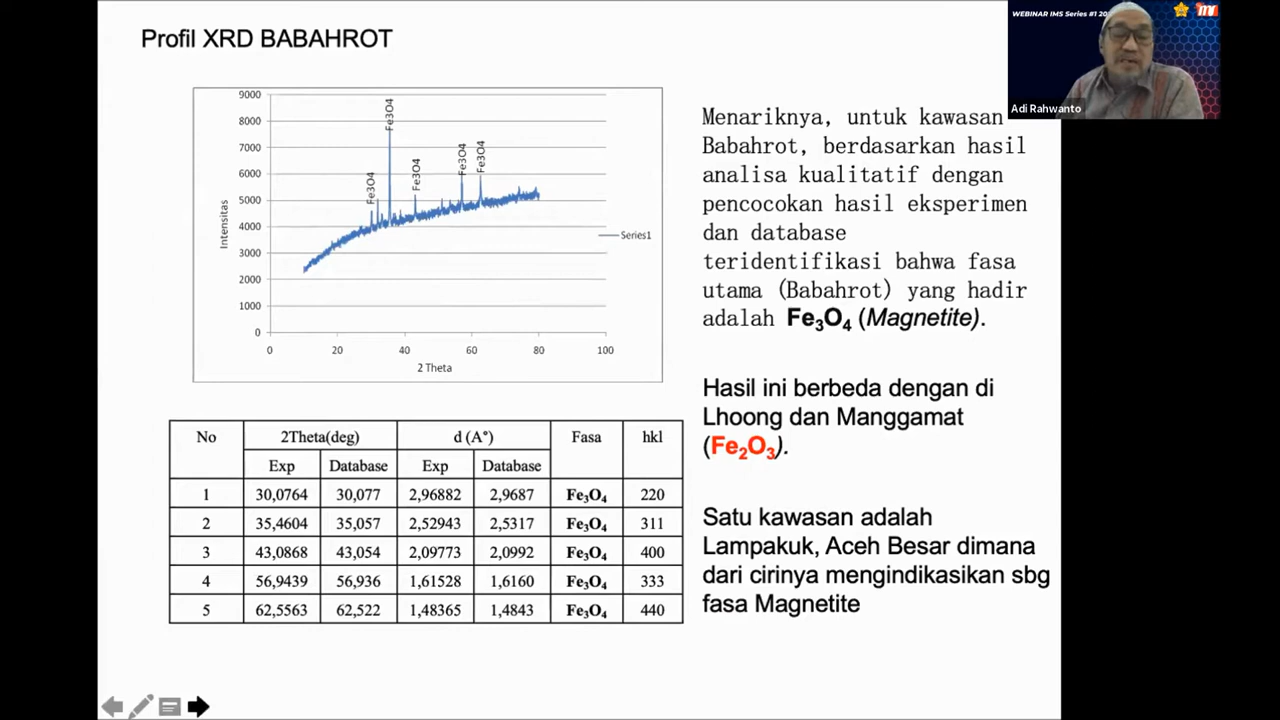 Profil XRD BABAHROT
WEBINAR IMS Series #1 20
Adi Rahwanto
9000
8000
7000
6000
5000
4000
3000
2000
1000
0
Intensitas
Fe3O4
Fe3O4
Fe3O4
Fe3O4
Fe3O4
Series1
0 20 40 60 80 100
2 Theta
Menariknya, untuk kawasan
Babahrot, berdasarkan hasil
analisa kualitatif dengan
pencocokan hasil eksperimen
dan database
teridentifikasi bahwa fasa
utama (Babahrot) yang hadir
adalah Fe₃O₄ (Magnetite).
Hasil ini berbeda dengan di
Lhoong dan Manggamat
(Fe₂O₃).
Satu kawasan adalah
Lampakuk, Aceh Besar dimana
dari cirinya mengindikasikan sbg
fasa Magnetite
No 2Theta(deg) d (A°) Fasa hkl
Exp Database Exp Database
1 30,0764 30,077 2,96882 2,9687 Fe₃O₄ 220
2 35,4604 35,057 2,52943 2,5317 Fe₃O₄ 311
3 43,0868 43,054 2,09773 2,0992 Fe₃O₄ 400
4 56,9439 56,936 1,61528 1,6160 Fe₃O₄ 333
5 62,5563 62,522 1,48365 1,4843 Fe₃O₄ 440